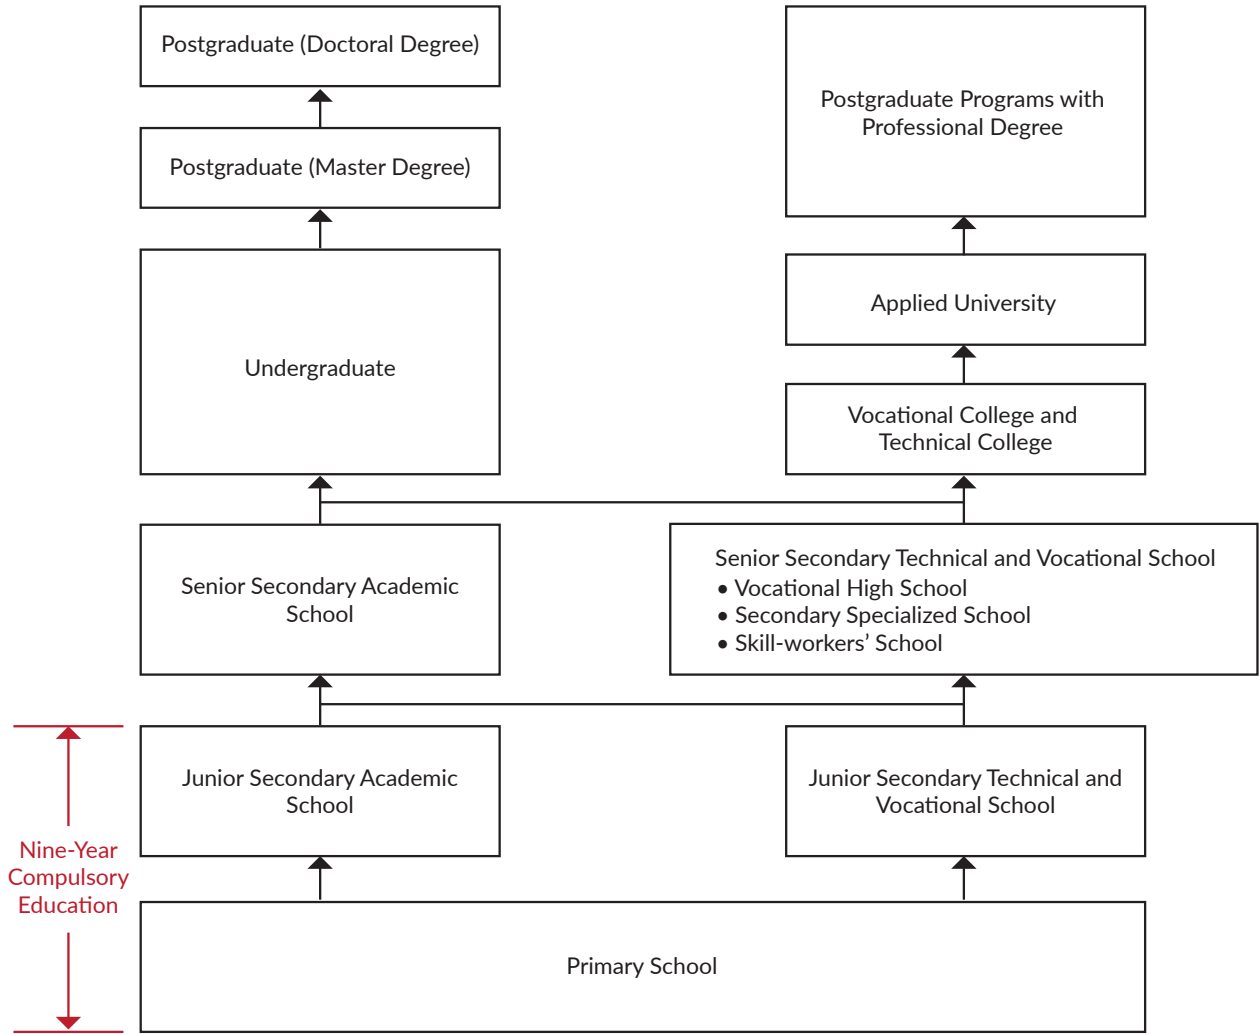 Postgraduate (Doctoral Degree)
Postgraduate (Master Degree)
Undergraduate
Postgraduate Programs with
Professional Degree
Applied University
Vocational College and
Technical College
Senior Secondary Academic
School
Senior Secondary Technical and Vocational School
• Vocational High School
• Secondary Specialized School
• Skill-workers’ School
Junior Secondary Academic
School
Junior Secondary Technical and
Vocational School
Nine-Year
Compulsory
Education
Primary School